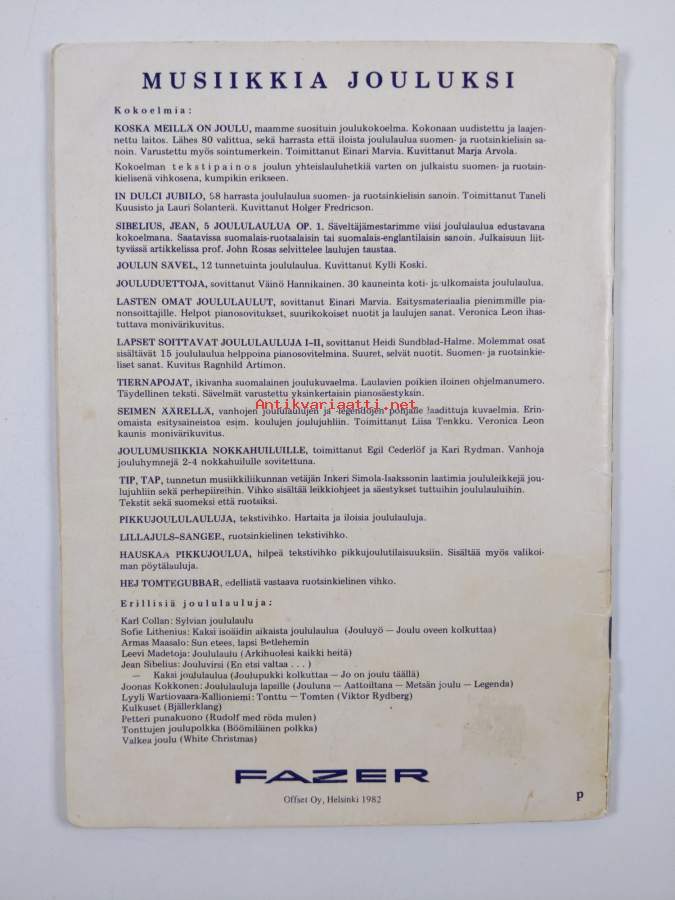 MUSIIKKIA JOULUKSI
Kokoelmia:
KOSKA MEILLÄ ON JOULU, maamme suosituin joulukokoelma. Kokonaan uudistettu ja laajen-
nettu laitos. Lähes 80 valittua, sekä harrasta että iloista joululaulua suomen- ja ruotsinkielisin sa-
noin. Varustettu myös sointumerkein. Toimittanut Einari Marvia. Kuvittanut Marja Arvola.
Kokoelman tekstipainos joulun yhteislauluhetkiä varten on julkaistu suomen- ja ruotsin-
kielisenä vihkosena, kumpikin erikseen.
IN DULCI JUBILO, 58 harrasta joululaulua suomen- ja ruotsinkielisin sanoin. Toimittanut Taneli
Kuusisto ja Lauri Solanterä. Kuvittanut Holger Fredricson.
SIBELIUS, JEAN, 5 JOULULAULUA OP. 1. Säveltäjämestarimme viisi joululaulua edustavana
kokoelmana. Saatavissa suomalais-ruotsalaisin tai suomalais-englantilaisin sanoin. Julkaisuun liit-
tyvässä artikkelissa prof. John Rosas selvittelee laulujen taustaa.
JOULUN SÄVEL, 12 tunnetuinta joululaulua. Kuvittanut Kylli Koski.
JOULUDUETTOJA, sovittanut Väinö Hannikainen. 30 kauneinta koti- ja ulkomaista joululaulua.
LASTEN OMAT JOULULAULUT, sovittanut Einari Marvia. Esitysmateriaalia pienimmille pia-
nonsoittajille. Helpot pianosovitukset, suurikokoiset nuotit ja laulujen sanat. Veronica Leon ihas-
tuttava monivärikuvitus.
LAPSET SOITTAVAT JOULULAULUJA I–II, sovittanut Heidi Sundblad-Halme. Molemmat osat
sisältävät 15 joululaulua helppoina pianosovitelmina. Suuret, selvät nuotit. Suomen- ja ruotsinkie-
liset sanat. Kuvitus Ragnhild Artimon.
TIERNAPOJAT, ikivanha suomalainen joulukuvaelma. Laulavien poikien iloinen ohjelmanumero.
Täydellinen teksti. Sävelmät varustettu yksinkertaisin pianosäestyksin.
Antikvariaatti.net
SEIMEN ÄÄRELLÄ, vanhojen joululaulujen ja -legendojen pohjalle laadittuja kuvaelmia. Erin-
omaista esitysaineistoa esim. koulujen joulujuhliin. Toimittanut Liisa Tenkku. Veronica Leon
kaunis monivärikuvitus.
JOULUMUSIIKKIA NOKKAHUILUILLE, toimittanut Egil Cederlöf ja Kari Rydman. Vanhoja
jouluhymnejä 2-4 nokkahuilulle sovitettuna.
TIP, TAP, tunnetun musiikkiliikunnan vetäjän Inkeri Simola-Isakssonin laatimia joululeikkejä jou-
lujuhliin sekä perhepiireihin. Vihko sisältää leikkiohjeet ja säestykset tuttuihin joululauluihin.
Tekstit sekä suomeksi että ruotsiksi.
PIKKUJOULULAULUJA, tekstivihko. Hartaita ja iloisia joululauluja.
LILLAJULS-SÅNGER, ruotsinkielinen tekstivihko.
HAUSKAA PIKKUJOULUA, hilpeä tekstivihko pikkujoulutilaisuuksiin. Sisältää myös valikoi-
man pöytälauluja.
HEJ TOMTEGUBBAR, edellistä vastaava ruotsinkielinen vihko.
Erillisiä joululauluja:
Karl Collan: Sylvian joululaulu
Sofie Lithenius: Kaksi isoäidin aikaista joululaulua (Jouluyö — Joulu oveen kolkuttaa)
Armas Maasalo: Sun etees, lapsi Betlehemin
Leevi Madetoja: Joululaulu (Arkihuolesi kaikki heitä)
Jean Sibelius: Jouluvirsi (En etsi valtaa . . . )
— Kaksi joululaulua (Joulupukki kolkuttaa — Jo on joulu täällä)
Joonas Kokkonen: Joululauluja lapsille (Jouluna — Aattoiltana — Metsän joulu — Legenda)
Lyyli Wartiovaara-Kallioniemi: Tonttu — Tomten (Viktor Rydberg)
Kulkuset (Bjällerklang)
Petteri punakuono (Rudolf med röda mulen)
Tonttujen joulupolkka (Böömiläinen polkka)
Valkea joulu (White Christmas)
FAZER
Offset Oy, Helsinki 1982
p